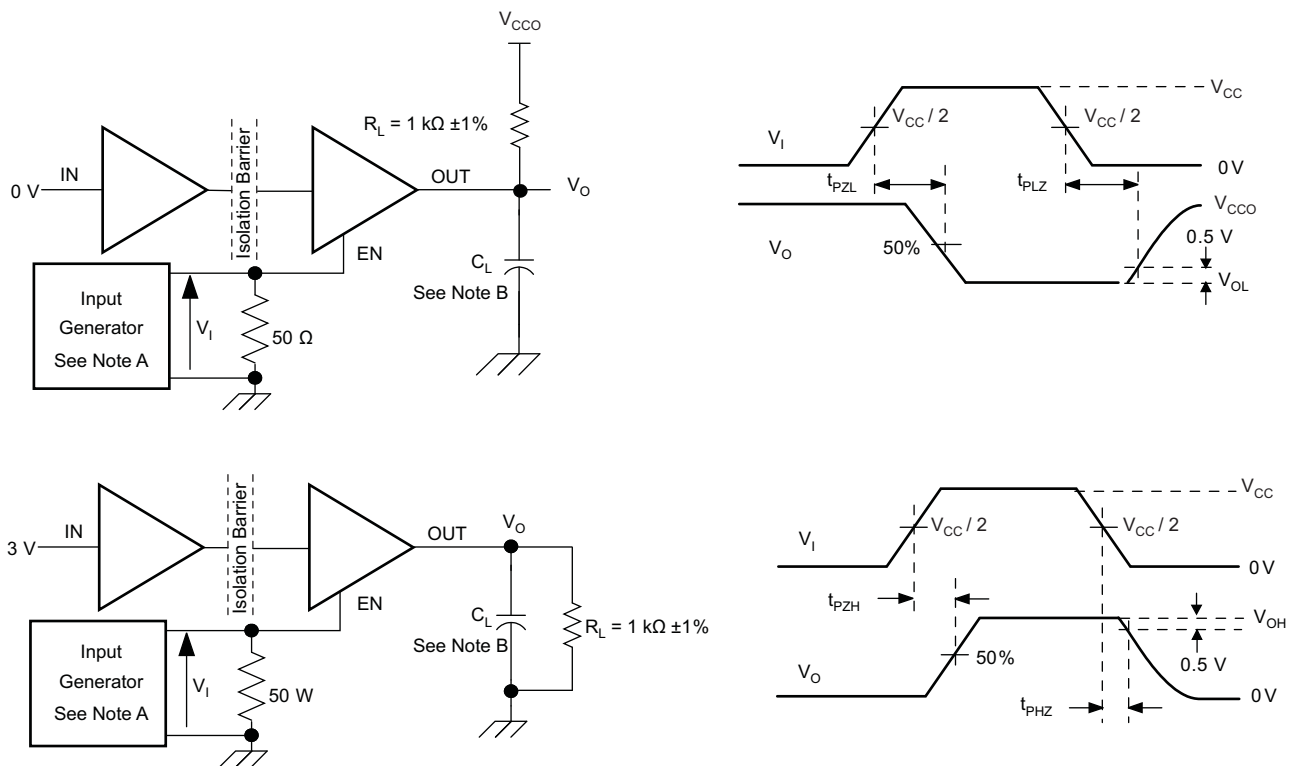 V_CCO
R_L = 1 kΩ ±1%
IN
0 V
Isolation Barrier
OUT
V_O
EN
C_L
See Note B
Input
Generator
See Note A
V_I
50 Ω
V_CC
V_CC / 2
V_CC / 2
V_I
0 V
t_PZL
t_PLZ
V_CCO
0.5 V
V_O
50%
V_OL
IN
3 V
Isolation Barrier
OUT
V_O
EN
C_L
See Note B
R_L = 1 kΩ ±1%
Input
Generator
See Note A
V_I
50 W
V_CC
V_CC / 2
V_CC / 2
V_I
0 V
t_PZH
V_OH
0.5 V
50%
V_O
0 V
t_PHZ